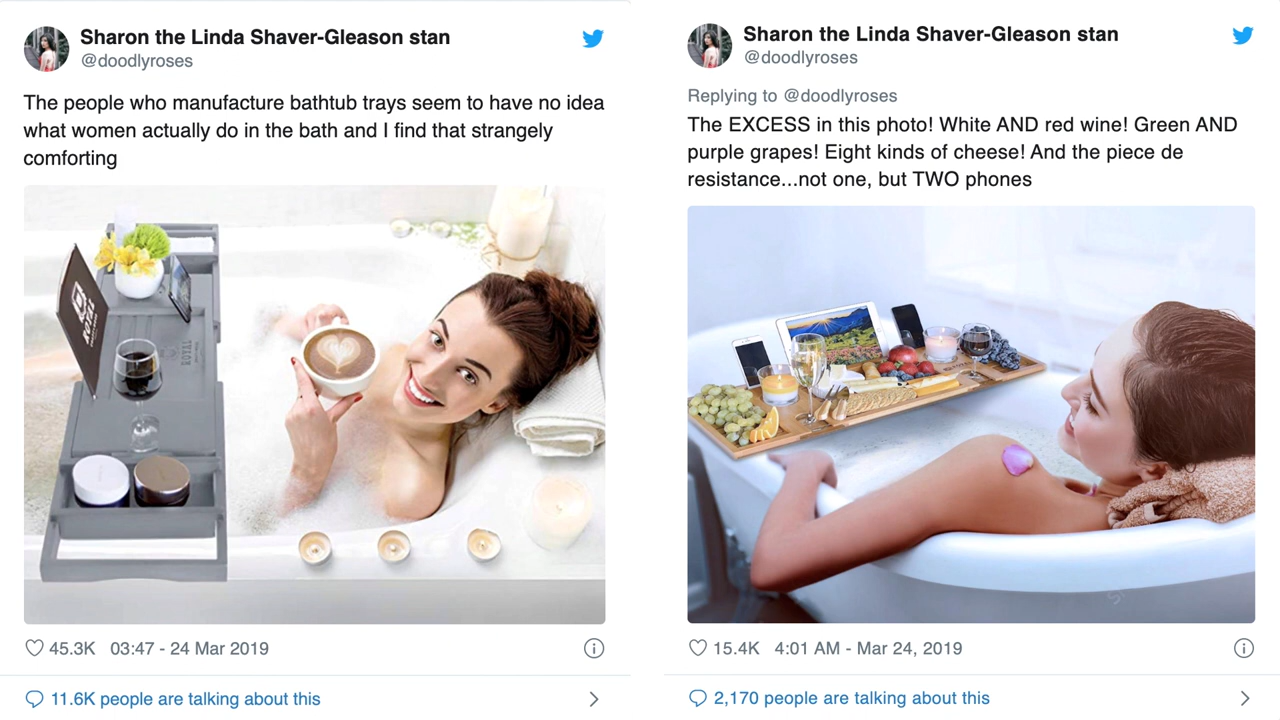 Sharon the Linda Shaver-Gleason stan
@doodlyroses
The people who manufacture bathtub trays seem to have no idea
what women actually do in the bath and I find that strangely
comforting
HOTEL
ROYAL
45.3K 03:47 - 24 Mar 2019
11.6K people are talking about this
Sharon the Linda Shaver-Gleason stan
@doodlyroses
Replying to @doodlyroses
The EXCESS in this photo! White AND red wine! Green AND
purple grapes! Eight kinds of cheese! And the piece de
resistance...not one, but TWO phones
15.4K 4:01 AM - Mar 24, 2019
2,170 people are talking about this